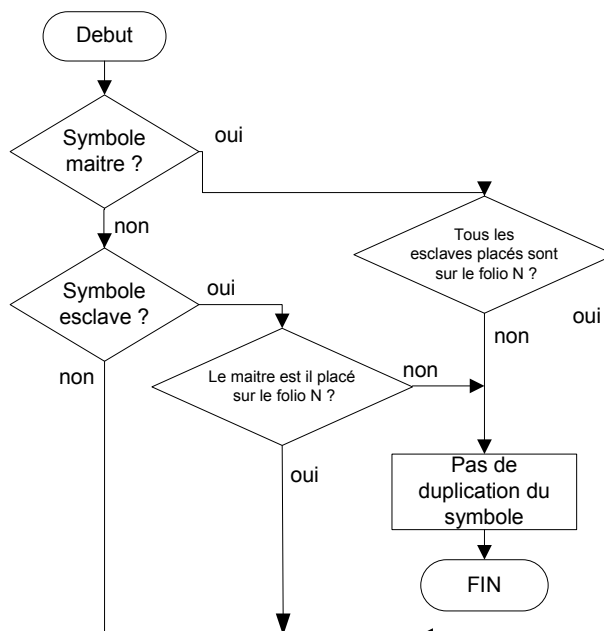 Debut
Symbole
maitre ?
oui
non
Tous les
esclaves placés sont
sur le folio N ?
Symbole
esclave ?
oui
oui
non
non
Le maitre est il placé
sur le folio N ?
non
oui
Pas de
duplication du
symbole
FIN